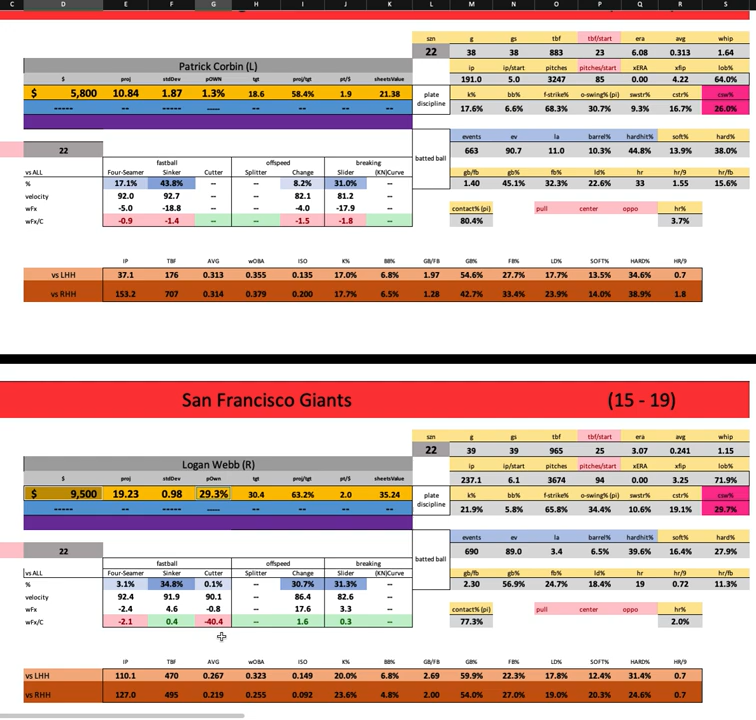 C D E F G H I J K L M N O P Q R S
szn g gs tbf tbf/start era avg whip
22 38 38 883 23 6.08 0.313 1.64
Patrick Corbin (L) ip ip/start pitches pitches/start xERA xfip lob%
$ proj stdDev pOWN tgt proj/tgt pt/$ sheetsValue 191.0 5.0 3247 85 0.00 4.22 64.0%
$ 5,800 10.84 1.87 1.3% 18.6 58.4% 1.9 21.38 plate discipline k% bb% f-strike% o-swing% (pi) swstr% cstr% csw%
----- -- -- ---- -- -- -- -- 17.6% 6.6% 68.3% 30.7% 9.3% 16.7% 26.0%
events ev la barrel% hardhit% soft% hard%
22 batted ball 663 90.7 11.0 10.3% 44.8% 13.9% 38.0%
fastball offspeed breaking
vs ALL Four-Seamer Sinker Cutter Splitter Change Slider (KN)Curve gb/fb gb% fb% ld% hr hr/9 hr/fb
% 17.1% 43.8% -- -- 8.2% 31.0% -- 1.40 45.1% 32.3% 22.6% 33 1.55 15.6%
velocity 92.0 92.7 -- -- 82.1 81.2 --
wFx -5.0 -18.8 -- -- -4.0 -17.9 -- contact% (pi) pull center oppo hr%
wFx/C -0.9 -1.4 -- -- -1.5 -1.8 -- 80.4% 3.7%
IP TBF AVG wOBA ISO K% BB% GB/FB GB% FB% LD% SOFT% HARD% HR/9
vs LHH 37.1 176 0.313 0.355 0.135 17.0% 6.8% 1.97 54.6% 27.7% 17.7% 13.5% 34.6% 0.7
vs RHH 153.2 707 0.314 0.379 0.200 17.7% 6.5% 1.28 42.7% 33.4% 23.9% 14.0% 38.9% 1.8
San Francisco Giants (15 - 19)
szn g gs tbf tbf/start era avg whip
22 39 39 965 25 3.07 0.241 1.15
Logan Webb (R) ip ip/start pitches pitches/start xERA xfip lob%
$ proj stdDev pOwn tgt proj/tgt pt/$ sheetsValue 237.1 6.1 3674 94 0.00 3.25 71.9%
$ 9,500 19.23 0.98 29.3% 30.4 63.2% 2.0 35.24 plate discipline k% bb% f-strike% o-swing% (pi) swstr% cstr% csw%
----- -- -- ---- -- -- -- -- 21.9% 5.8% 65.8% 34.4% 10.6% 19.1% 29.7%
events ev la barrel% hardhit% soft% hard%
22 batted ball 690 89.0 3.4 6.5% 39.6% 16.4% 27.9%
fastball offspeed breaking
vs ALL Four-Seamer Sinker Cutter Splitter Change Slider (KN)Curve gb/fb gb% fb% ld% hr hr/9 hr/fb
% 3.1% 34.8% 0.1% -- 30.7% 31.3% -- 2.30 56.9% 24.7% 18.4% 19 0.72 11.3%
velocity 92.4 91.9 90.1 -- 86.4 82.6 --
wFx -2.4 4.6 -0.8 -- 17.6 3.3 -- contact% (pi) pull center oppo hr%
wFx/C -2.1 0.4 -40.4 -- 1.6 0.3 -- 77.3% 2.0%
IP TBF AVG wOBA ISO K% BB% GB/FB GB% FB% LD% SOFT% HARD% HR/9
vs LHH 110.1 470 0.267 0.323 0.149 20.0% 6.8% 2.69 59.9% 22.3% 17.8% 12.4% 31.4% 0.7
vs RHH 127.0 495 0.219 0.255 0.092 23.6% 4.8% 2.00 54.0% 27.0% 19.0% 20.3% 24.6% 0.7